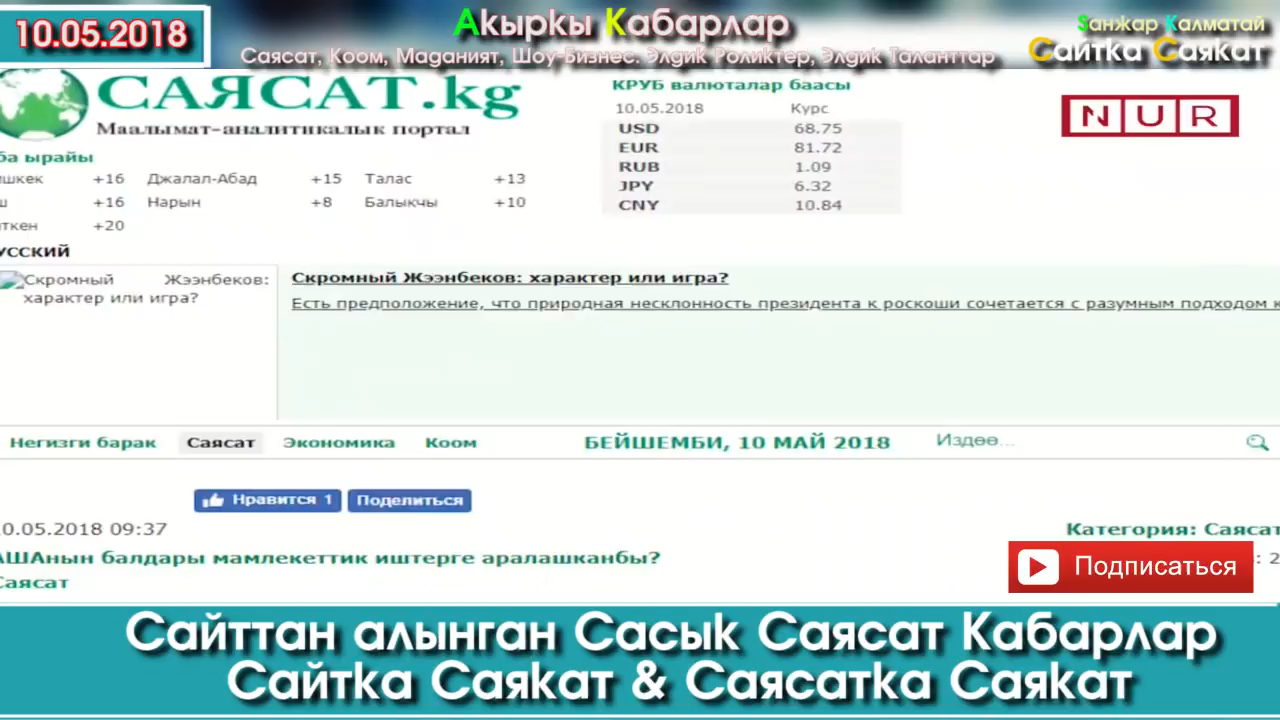 10.05.2018
Акыркы Кабарлар
Саясат, Коом, Маданият, Шоу-Бизнес. Элдик Роликтер, Элдик Таланттар
Sанжар Калматай
Сайтка Саякат
САЯСАТ.kg
Маалымат-аналитикалык портал
КРУБ валюталар баасы
10.05.2018 Курс
USD 68.75
EUR 81.72
RUB 1.09
JPY 6.32
CNY 10.84
NUR
ба ырайы
ишкек +16 Джалал-Абад +15 Талас +13
ш +16 Нарын +8 Балыкчы +10
ткен +20
УССКИЙ
Скромный Жээнбеков: характер или игра?
Скромный Жээнбеков: характер или игра?
Есть предположение, что природная несклонность президента к роскоши сочетается с разумным подходом к
Негизги барак Саясат Экономика Коом БЕЙШЕМБИ, 10 МАЙ 2018 Издөө...
Нравится 1 Поделиться
0.05.2018 09:37 Категория: Саясат
АШАнын балдары мамлекеттик иштерге аралашканбы? : 2
Саясат
Подписаться
Сайттан алынган Сасык Саясат Кабарлар
Сайтка Саякат & Саясатка Саякат